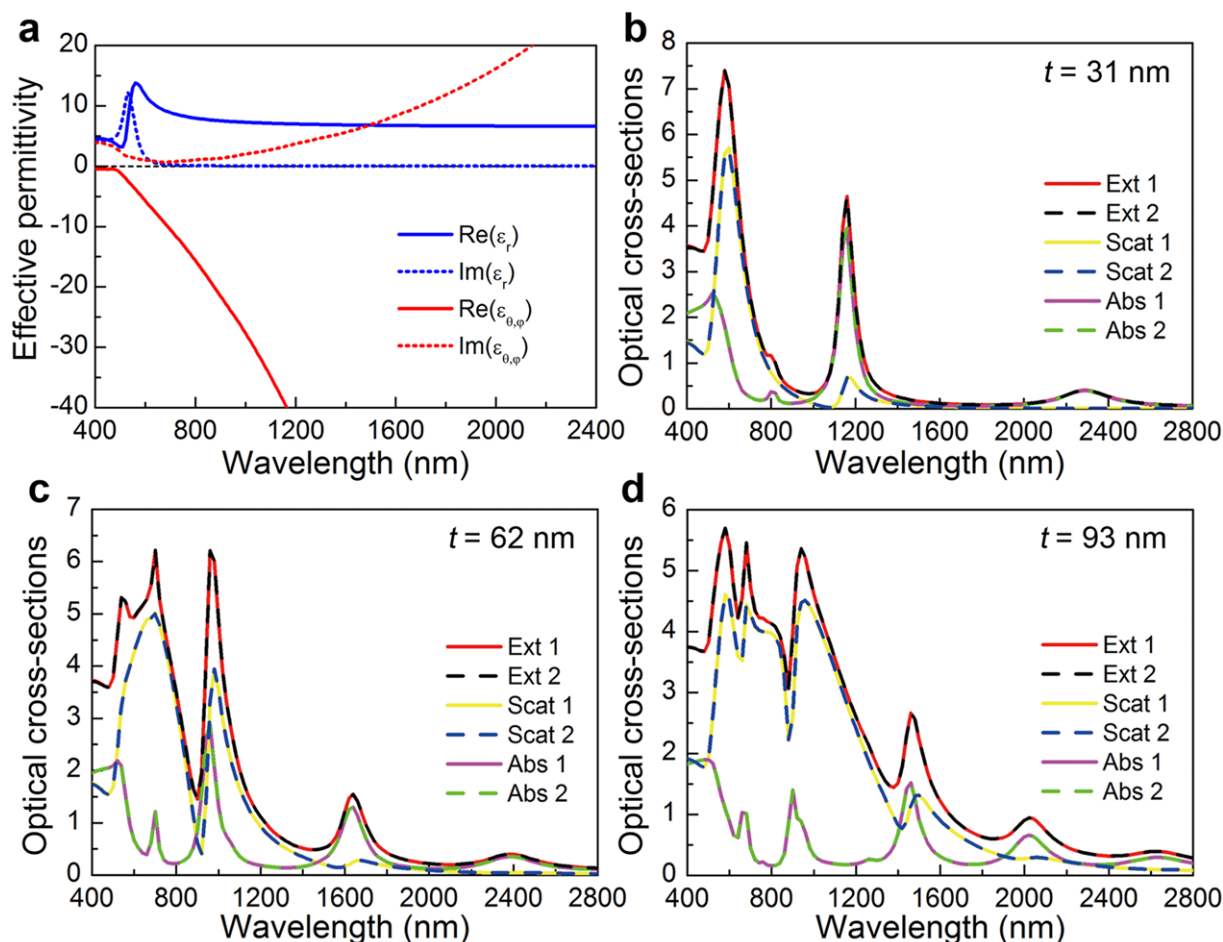 a
20
10
0
-10
-20
-30
-40
Effective permittivity
Re(εr)
Im(εr)
Re(εθ,φ)
Im(εθ,φ)
400 800 1200 1600 2000 2400
Wavelength (nm)
b
t = 31 nm
8
7
6
5
4
3
2
1
0
Optical cross-sections
Ext 1
Ext 2
Scat 1
Scat 2
Abs 1
Abs 2
400 800 1200 1600 2000 2400 2800
Wavelength (nm)
c
t = 62 nm
7
6
5
4
3
2
1
0
Optical cross-sections
Ext 1
Ext 2
Scat 1
Scat 2
Abs 1
Abs 2
400 800 1200 1600 2000 2400 2800
Wavelength (nm)
d
t = 93 nm
6
5
4
3
2
1
0
Optical cross-sections
Ext 1
Ext 2
Scat 1
Scat 2
Abs 1
Abs 2
400 800 1200 1600 2000 2400 2800
Wavelength (nm)